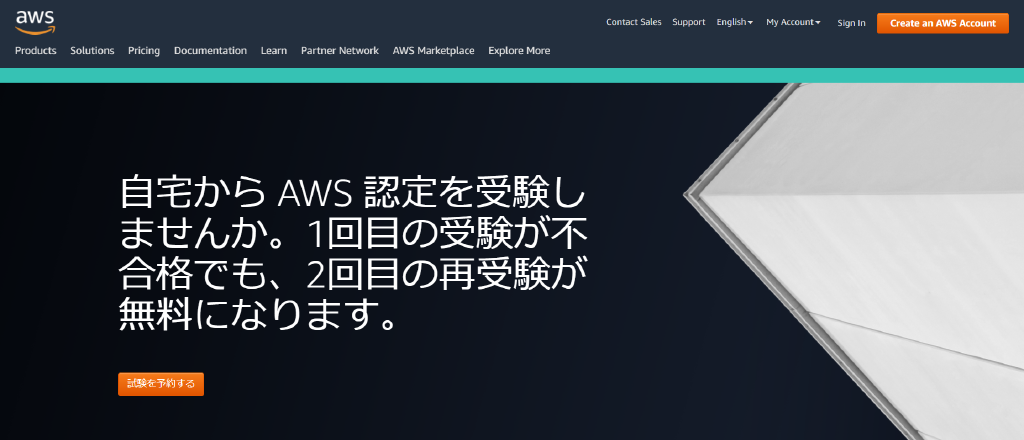 aws
Contact Sales Support English My Account Sign In Create an AWS Account
Products Solutions Pricing Documentation Learn Partner Network AWS Marketplace Explore More
自宅から AWS 認定を受験し
ませんか。1回目の受験が不
合格でも、2回目の再受験が
無料になります。
試験を予約する